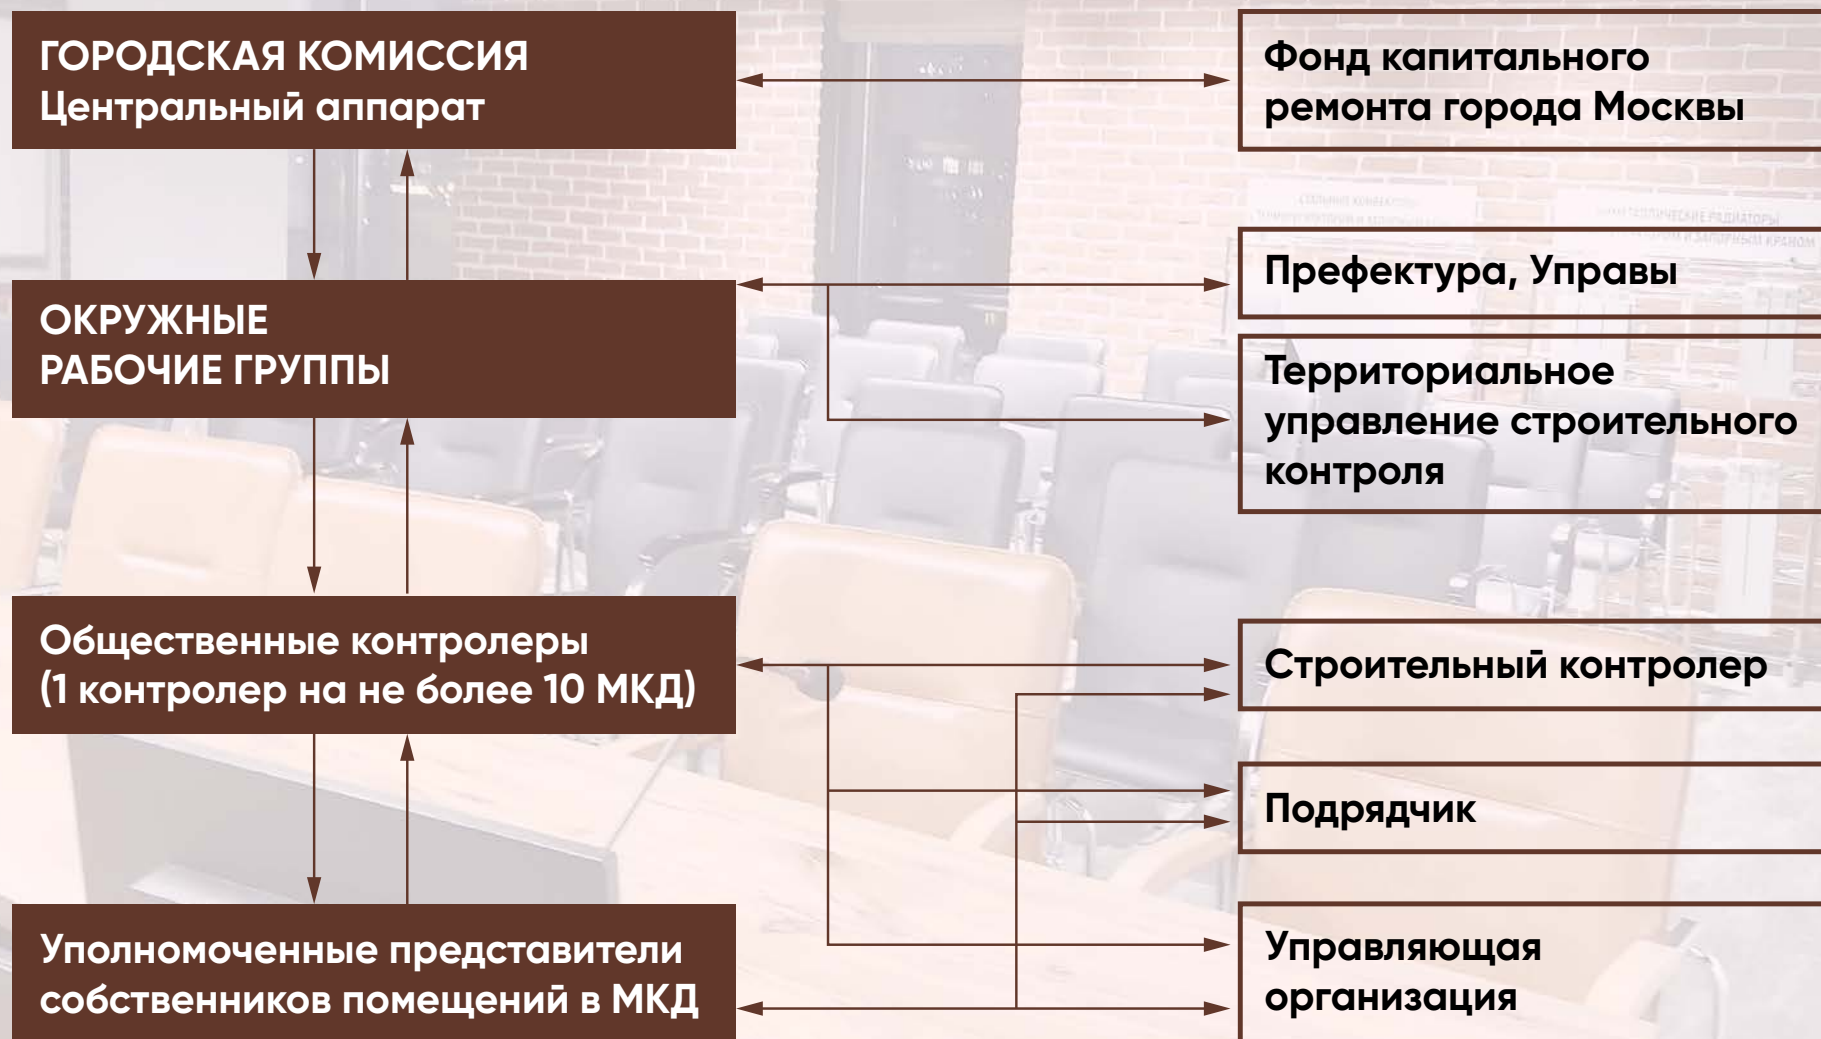 ГОРОДСКАЯ КОМИССИЯ
Центральный аппарат
Фонд капитального
ремонта города Москвы
ОКРУЖНЫЕ
РАБОЧИЕ ГРУППЫ
Префектура, Управы
Территориальное
управление строительного
контроля
Общественные контролеры
(1 контролер на не более 10 МКД)
Строительный контролер
Подрядчик
Уполномоченные представители
собственников помещений в МКД
Управляющая
организация